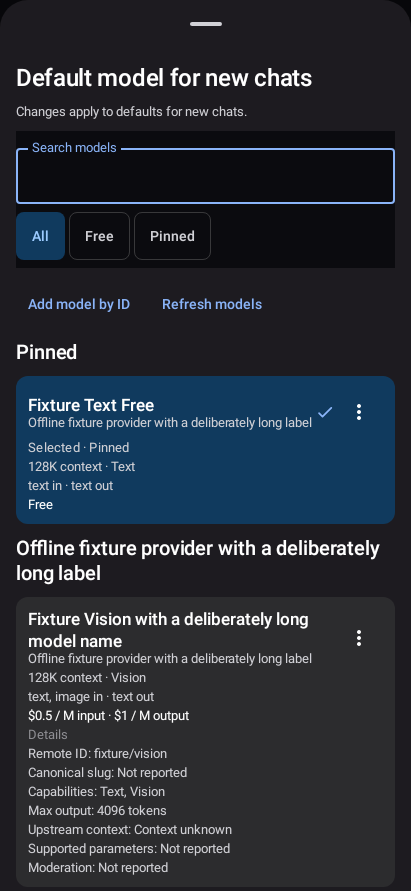 Default model for new chats
Changes apply to defaults for new chats.
Search models
All
Free
Pinned
Add model by ID
Refresh models
Pinned
Fixture Text Free
Offline fixture provider with a deliberately long label
Selected · Pinned
128K context · Text
text in · text out
Free
Offline fixture provider with a deliberately
long label
Fixture Vision with a deliberately long
model name
Offline fixture provider with a deliberately long label
128K context · Vision
text, image in · text out
$0.5 / M input · $1 / M output
Details
Remote ID: fixture/vision
Canonical slug: Not reported
Capabilities: Text, Vision
Max output: 4096 tokens
Upstream context: Context unknown
Supported parameters: Not reported
Moderation: Not reported